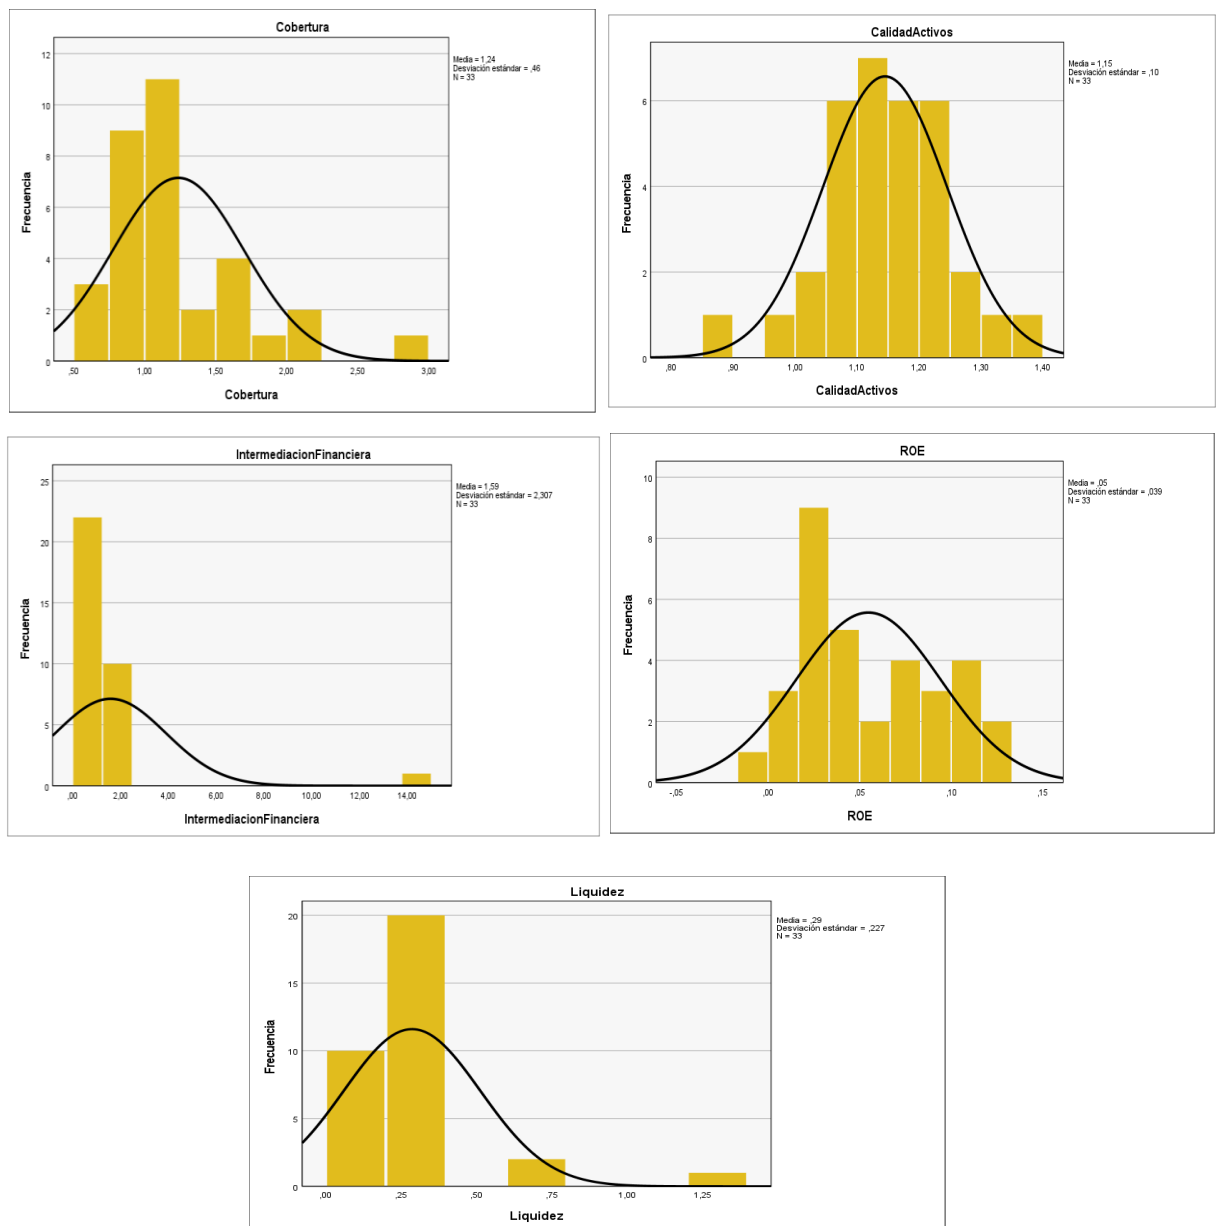 Cobertura
Media = 1,24
Desviación estándar = ,46
N = 33
12
10
8
6
4
2
0
Frecuencia
,50
1,00
1,50
2,00
2,50
3,00
Cobertura
CalidadActivos
Media = 1,15
Desviación estándar = ,10
N = 33
6
4
2
0
Frecuencia
,80
,90
1,00
1,10
1,20
1,30
1,40
CalidadActivos
IntermediacionFinanciera
Media = 1,59
Desviación estándar = 2,307
N = 33
25
20
15
10
5
0
Frecuencia
,00
2,00
4,00
6,00
8,00
10,00
12,00
14,00
IntermediacionFinanciera
ROE
Media = ,05
Desviación estándar = ,039
N = 33
10
8
6
4
2
0
Frecuencia
-,05
,00
,05
,10
,15
ROE
Liquidez
Media = ,29
Desviación estándar = ,227
N = 33
20
15
10
5
0
Frecuencia
,00
,25
,50
,75
1,00
1,25
Liquidez